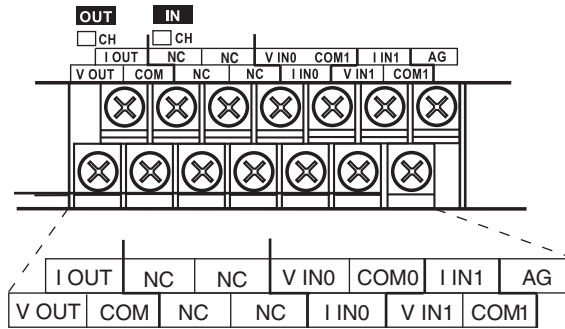 OUT IN
CH CH
I OUT NC NC V IN0 COM1 I IN1 AG
V OUT COM NC NC I IN0 V IN1 COM1
I OUT NC NC V IN0 COM0 I IN1 AG
V OUT COM NC NC I IN0 V IN1 COM1